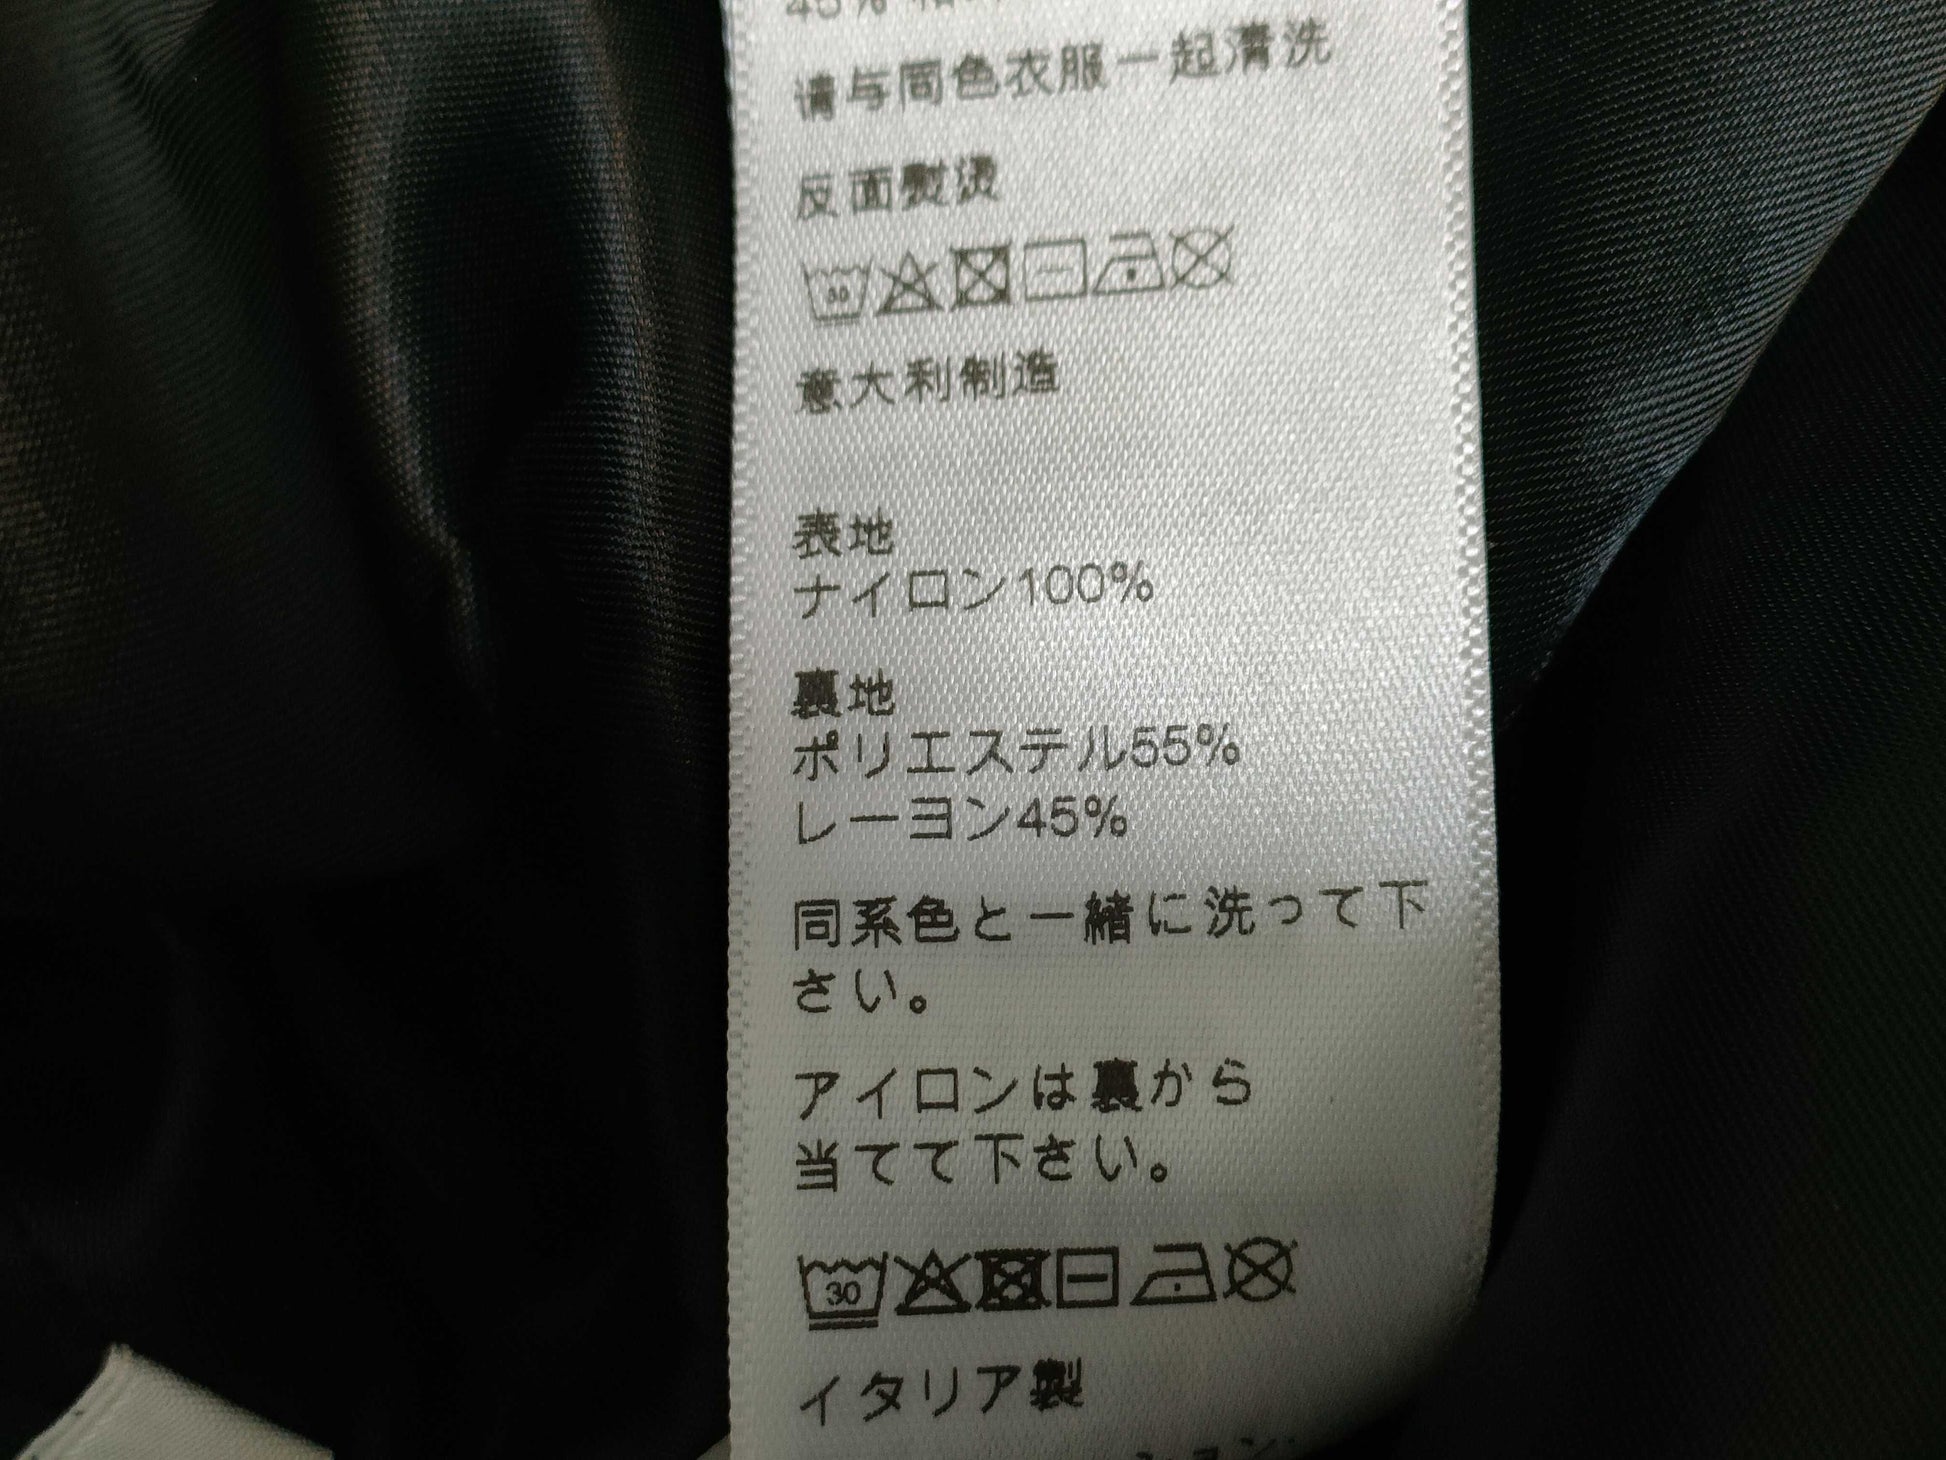 45%
请与同色衣服一起清洗
反面熨烫
30
意大利制造
表地
ナイロン100%
裏地
ポリエステル55%
レーヨン45%
同系色と一緒に洗って下
さい。
アイロンは裏から
当てて下さい。
30
イタリア製